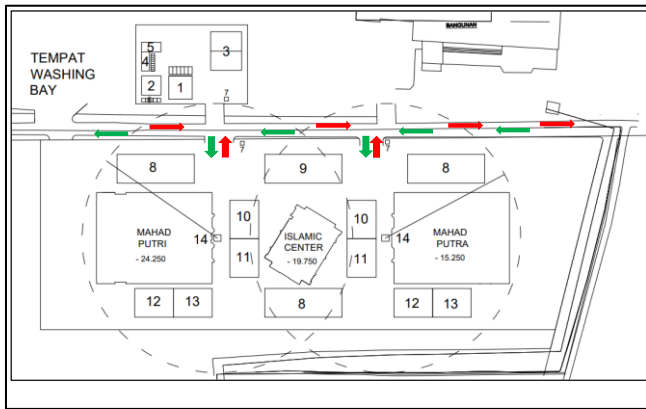 BANGUNAN
TEMPAT
WASHING
BAY
5
4
3
2
1
7
7
7
8
9
8
MAHAD
PUTRI
- 24.250
14
10
11
ISLAMIC
CENTER
- 19.750
10
11
14
MAHAD
PUTRA
- 15.250
12
13
8
12
13